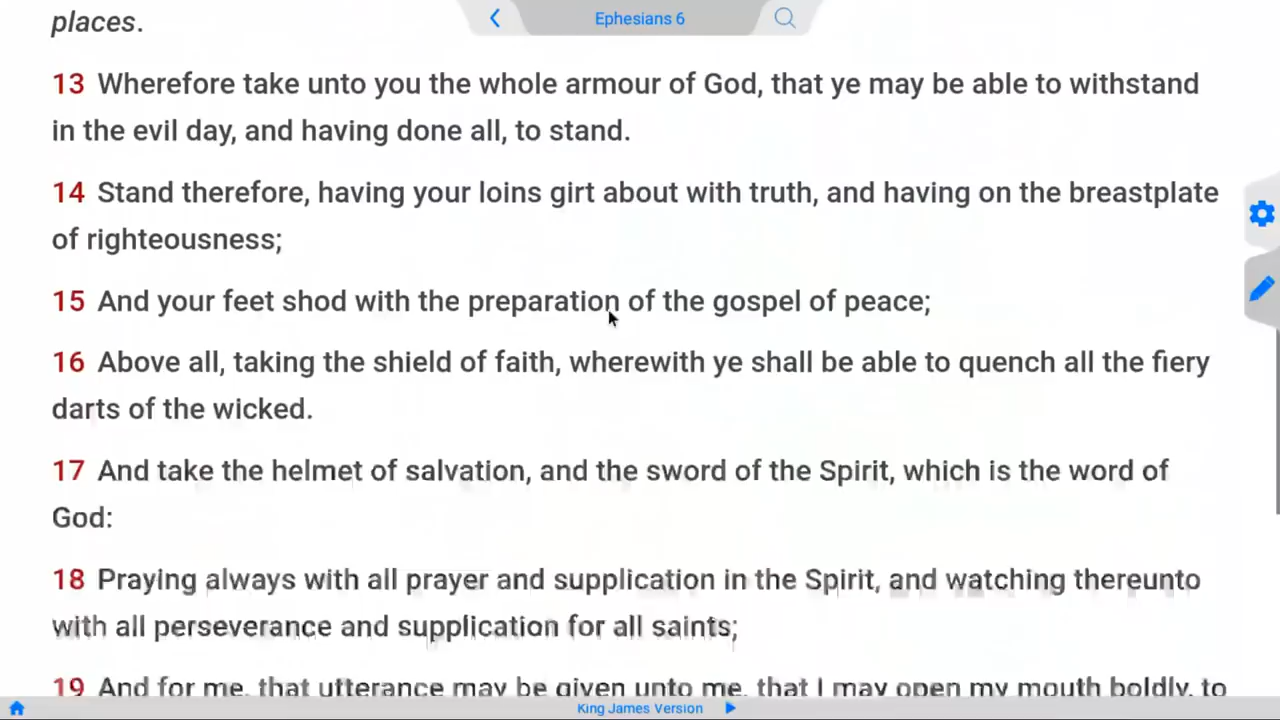 places.
Ephesians 6
13 Wherefore take unto you the whole armour of God, that ye may be able to withstand
in the evil day, and having done all, to stand.
14 Stand therefore, having your loins girt about with truth, and having on the breastplate
of righteousness;
15 And your feet shod with the preparation of the gospel of peace;
16 Above all, taking the shield of faith, wherewith ye shall be able to quench all the fiery
darts of the wicked.
17 And take the helmet of salvation, and the sword of the Spirit, which is the word of
God:
18 Praying always with all prayer and supplication in the Spirit, and watching thereunto
with all perseverance and supplication for all saints;
19 And for me, that utterance may be given unto me, that I may open my mouth boldly, to
King James Version